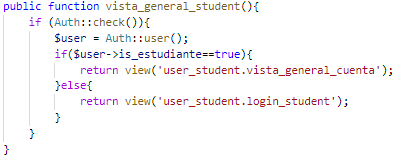 public function vista_general_student(){
    if (Auth::check()){
        $user = Auth::user();
        if($user->is_estudiante==true){
            return view('user_student.vista_general_cuenta');
        }else{
            return view('user_student.login_student');
        }
    }
}